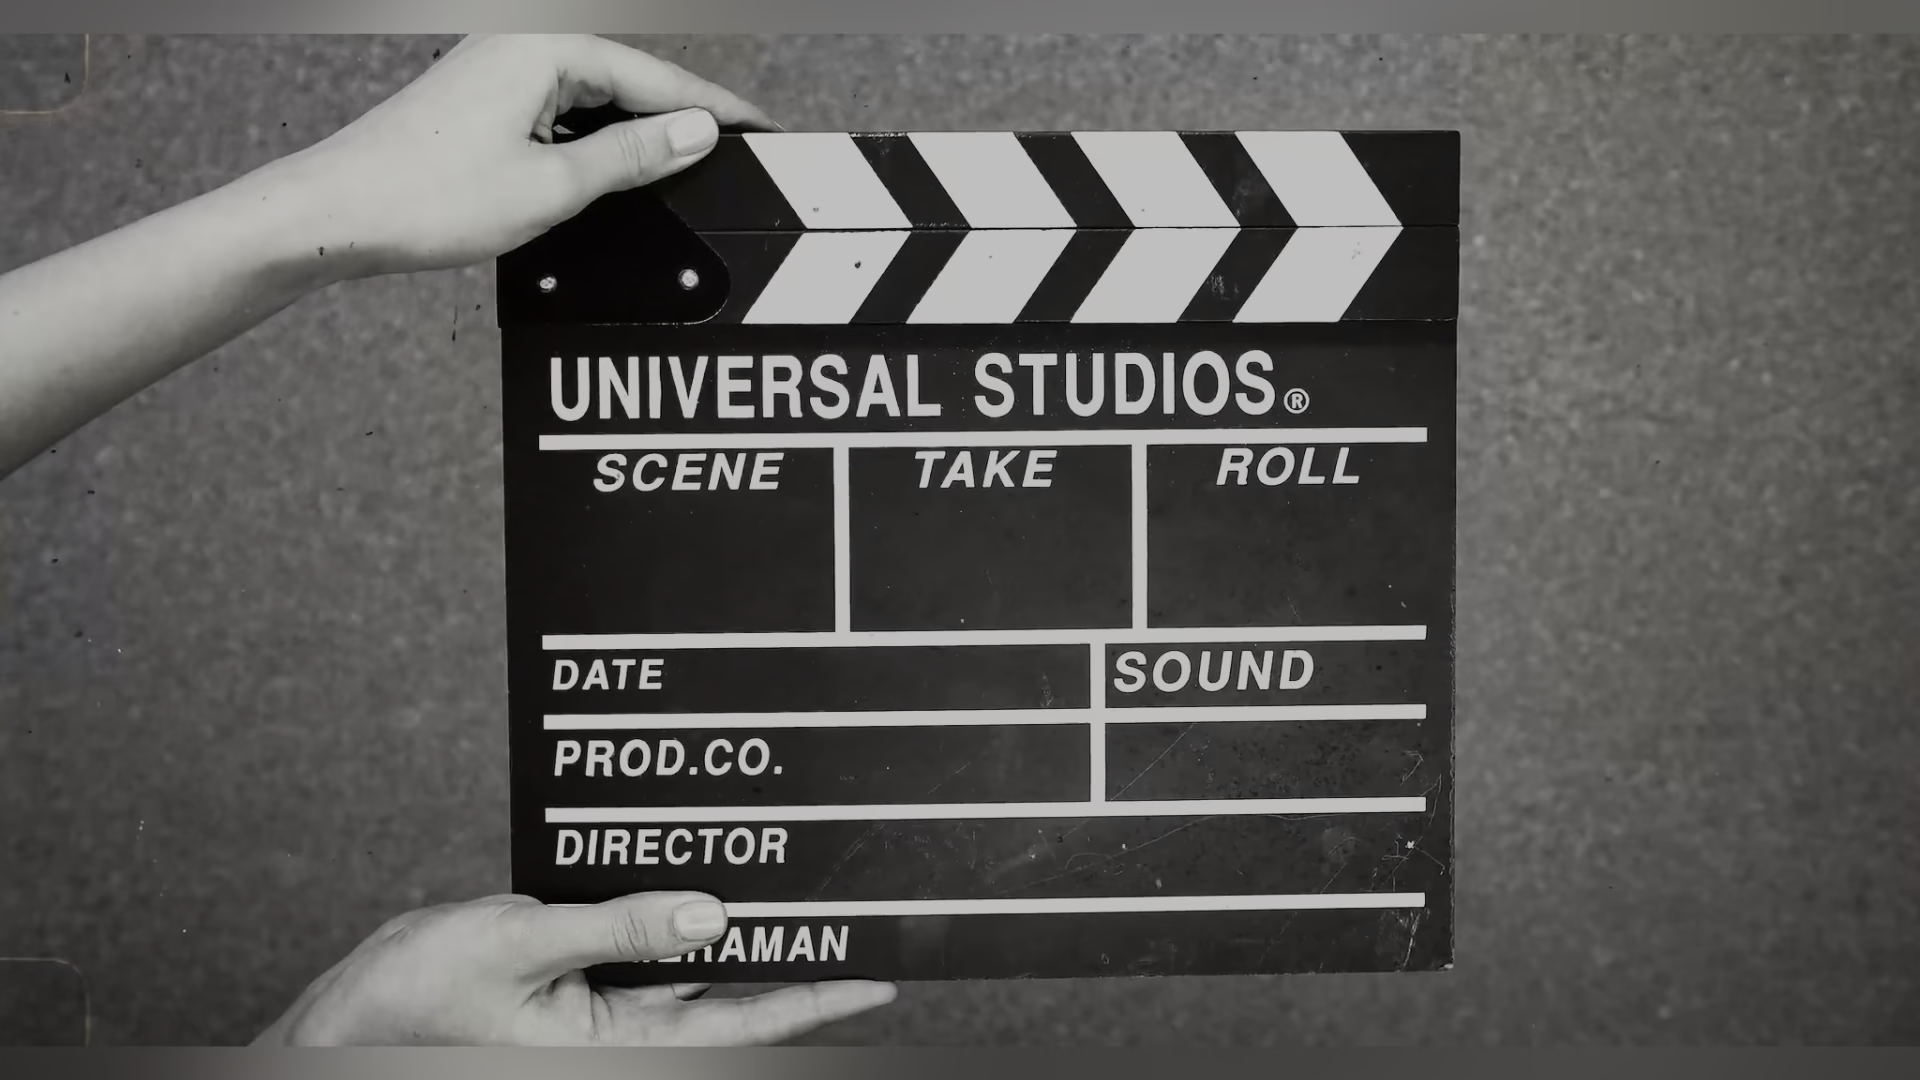 UNIVERSAL STUDIOS®
SCENE TAKE ROLL
DATE SOUND
PROD.CO.
DIRECTOR